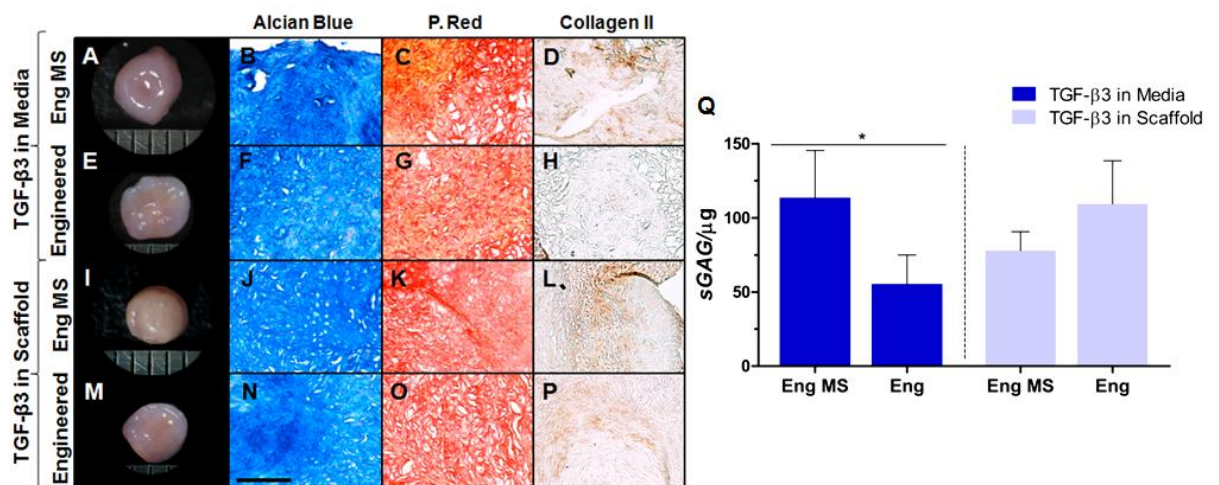 Alcian Blue P. Red Collagen II
TGF-β3 in Media
Eng MS
A B C D
Engineered
E F G H
TGF-β3 in Scaffold
Eng MS
I J K L
Engineered
M N O P
Q
TGF-β3 in Media
TGF-β3 in Scaffold
*
sGAG/μg
150
100
50
0
Eng MS Eng Eng MS Eng